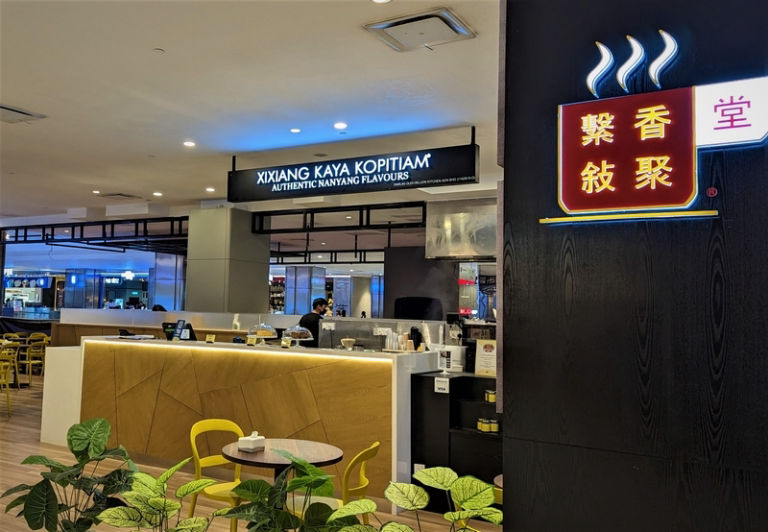 XIXIANG KAYA KOPITIAM®
AUTHENTIC NANYANG FLAVOURS
繫香堂
敍聚®